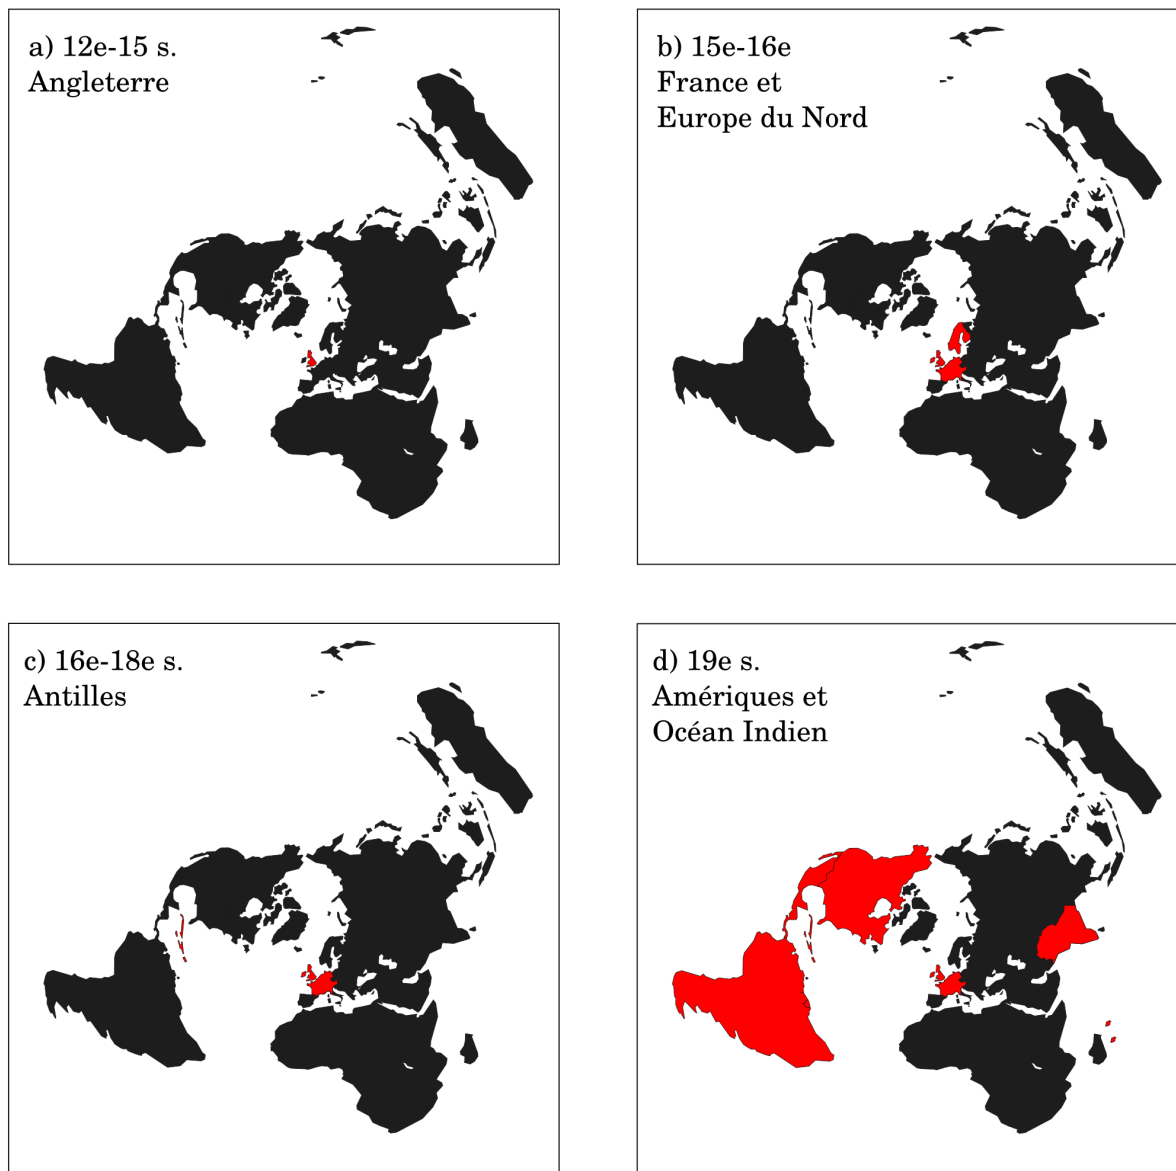 a) 12e-15 s.
Angleterre
b) 15e-16e
France et
Europe du Nord
c) 16e-18e s.
Antilles
d) 19e s.
Amériques et
Océan Indien